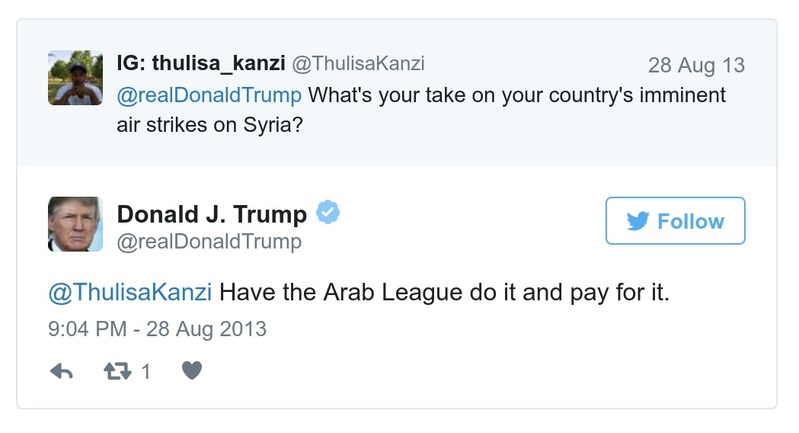 IG: thulisa_kanzi @ThulisaKanzi 28 Aug 13
@realDonaldTrump What's your take on your country's imminent
air strikes on Syria?
Donald J. Trump
@realDonaldTrump
Follow
@ThulisaKanzi Have the Arab League do it and pay for it.
9:04 PM - 28 Aug 2013
1